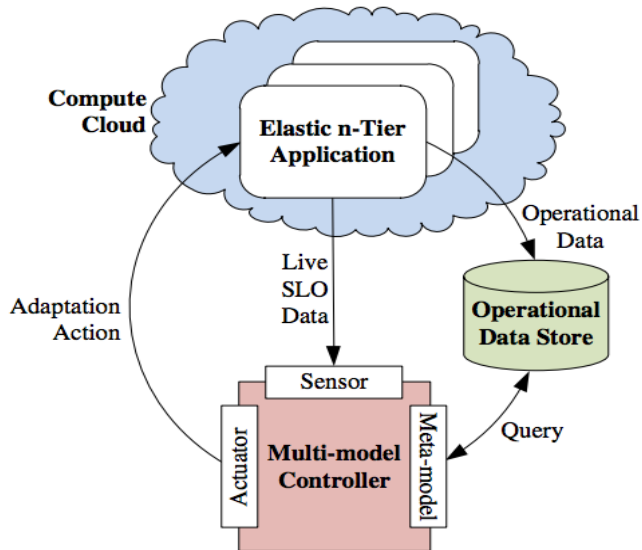 Compute
Cloud
Elastic n-Tier
Application
Operational
Data
Live
SLO
Data
Adaptation
Action
Operational
Data Store
Sensor
Actuator
Multi-model
Controller
Meta-model
Query